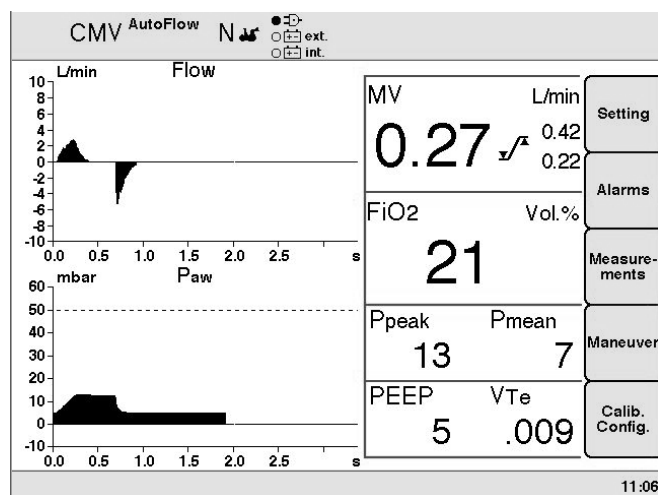 CMV AutoFlow N ext.
int.
L/min Flow
10
8
6
4
2
0
-2
-4
-6
-8
-10
0.0 0.5 1.0 1.5 2.0 2.5 s
mbar Paw
60
50
40
30
20
10
0
-10
0.0 0.5 1.0 1.5 2.0 2.5 s
MV L/min
0.27 0.42
0.22
FiO2 Vol.%
21
Ppeak Pmean
13 7
PEEP VTe
5 .009
Setting
Alarms
Measure-
ments
Maneuver
Calib.
Config.
11:06